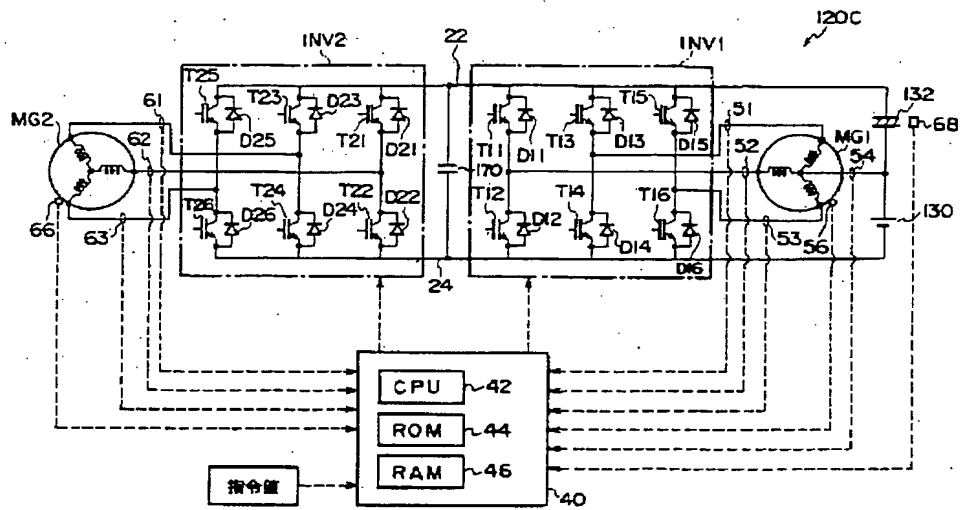 120C
INV2
22
INV1
T25
61
T23
D23
T15
51
132
68
MG2
62
D25
T21
D21
T11
D11
T13
D13
D15
52
MG1
54
170
T26
T24
T22
D22
T12
T14
T16
130
66
63
D26
D24
D12
D14
53
56
24
D16
CPU
42
ROM
44
RAM
46
指令値
40